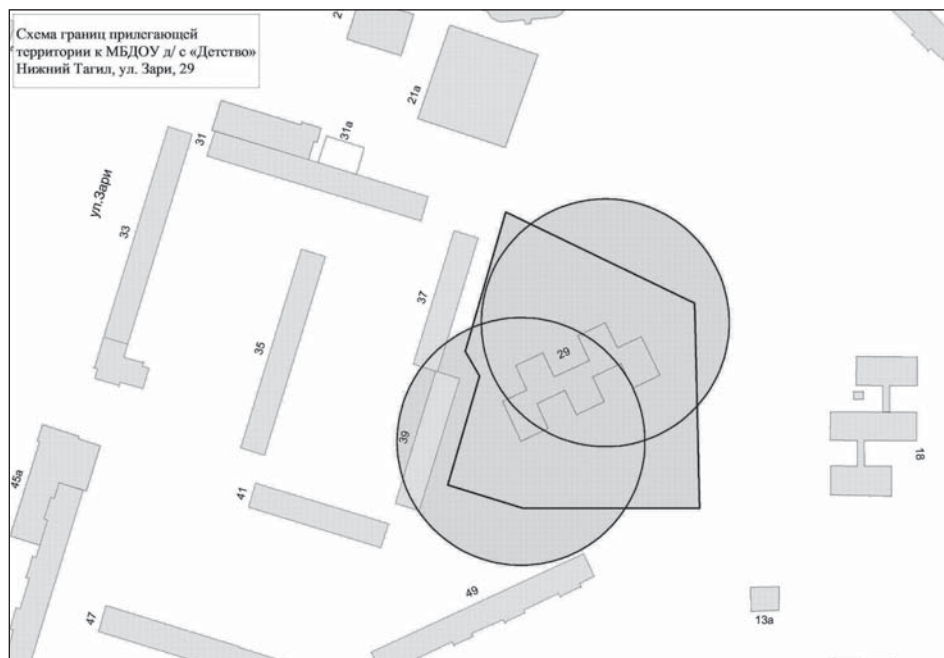 Схема границ прилегающей
территории к МБДОУ д/ с «Детство»
Нижний Тагил, ул. Зари, 29
21а
31
31а
ул.Зари
33
37
35
29
39
45а
41
18
49
47
13а